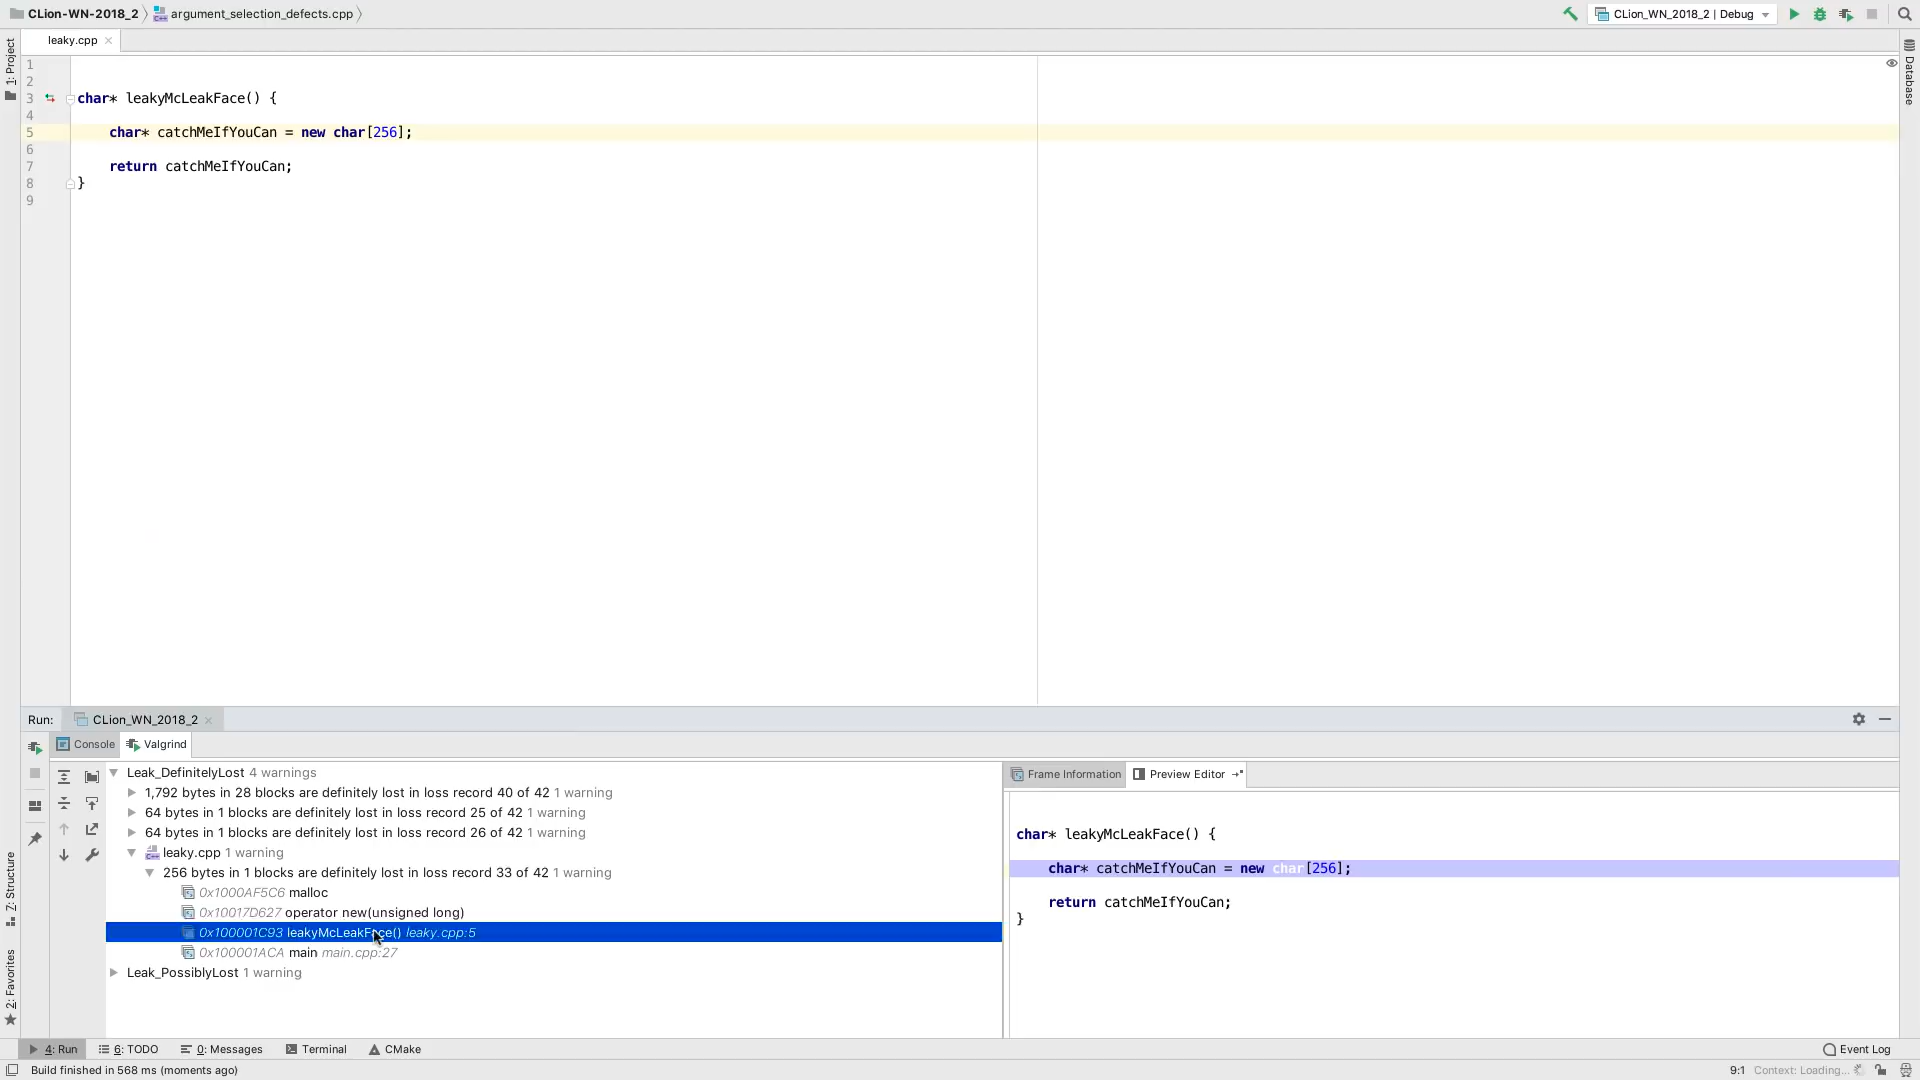 CLion-WN-2018_2 argument_selection_defects.cpp CLion_WN_2018_2 | Debug
leaky.cpp
1: Project
Database
1
2
3 char* leakyMcLeakFace() {
4
5 char* catchMeIfYouCan = new char[256];
6
7 return catchMeIfYouCan;
8 }
9
Run: CLion_WN_2018_2
Console Valgrind
Leak_DefinitelyLost 4 warnings
1,792 bytes in 28 blocks are definitely lost in loss record 40 of 42 1 warning
64 bytes in 1 blocks are definitely lost in loss record 25 of 42 1 warning
64 bytes in 1 blocks are definitely lost in loss record 26 of 42 1 warning
leaky.cpp 1 warning
256 bytes in 1 blocks are definitely lost in loss record 33 of 42 1 warning
0x1000AF5C6 malloc
0x10017D627 operator new(unsigned long)
0x100001C93 leakyMcLeakFace() leaky.cpp:5
0x100001ACA main main.cpp:27
Leak_PossiblyLost 1 warning
Frame Information Preview Editor
char* leakyMcLeakFace() {
char* catchMeIfYouCan = new char[256];
return catchMeIfYouCan;
}
Z: Structure
2: Favorites
4: Run 6: TODO 0: Messages Terminal CMake Event Log
Build finished in 568 ms (moments ago) 9:1 Context: Loading...